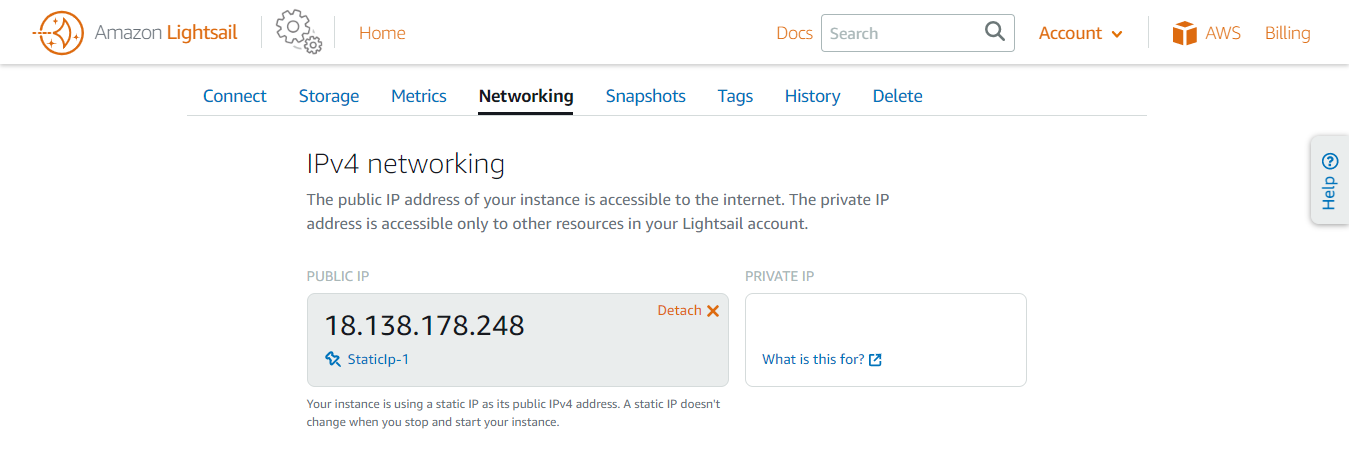 Amazon Lightsail Home Docs Search Account AWS Billing
Connect Storage Metrics Networking Snapshots Tags History Delete
IPv4 networking
The public IP address of your instance is accessible to the internet. The private IP
address is accessible only to other resources in your Lightsail account.
Help
PUBLIC IP PRIVATE IP
Detach
18.138.178.248
StaticIp-1 What is this for?
Your instance is using a static IP as its public IPv4 address. A static IP doesn't
change when you stop and start your instance.